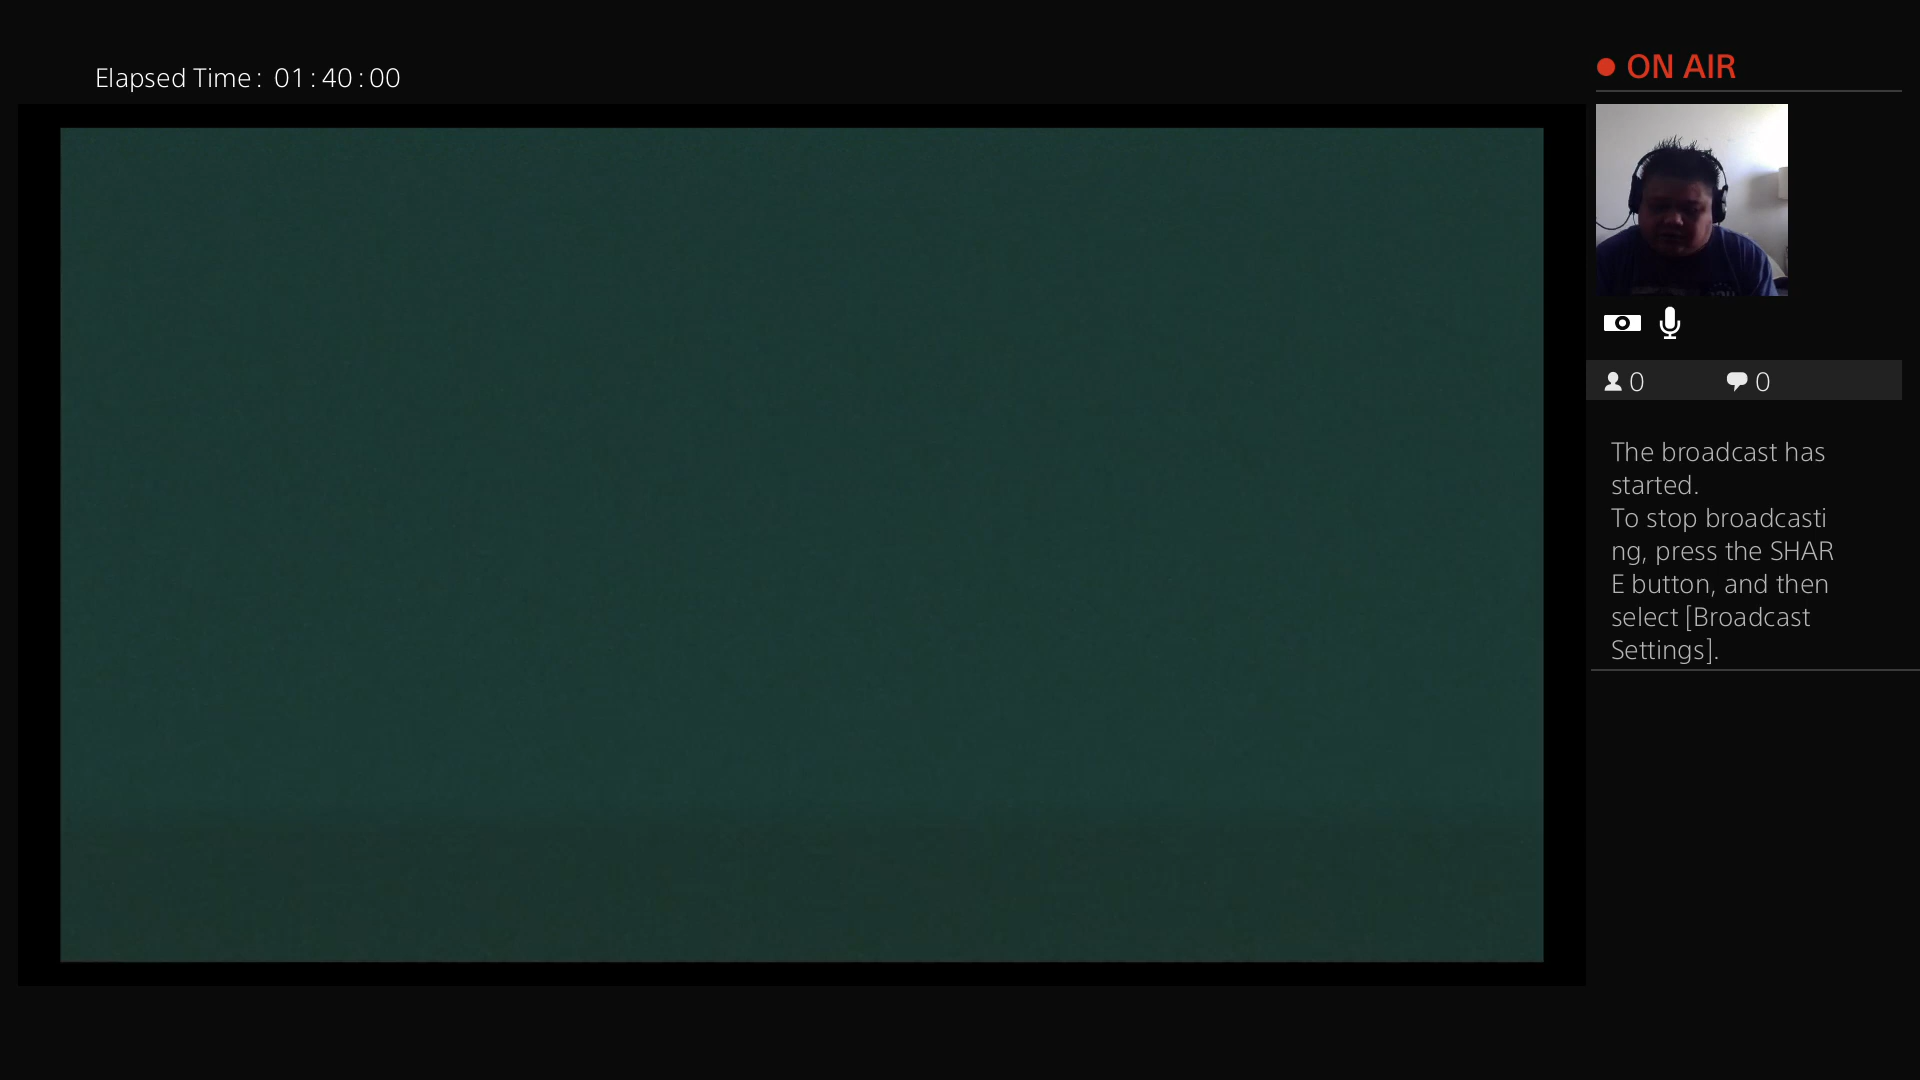 Elapsed Time: 01:40:00
ON AIR
0 0
The broadcast has
started.
To stop broadcasti
ng, press the SHAR
E button, and then
select [Broadcast
Settings].